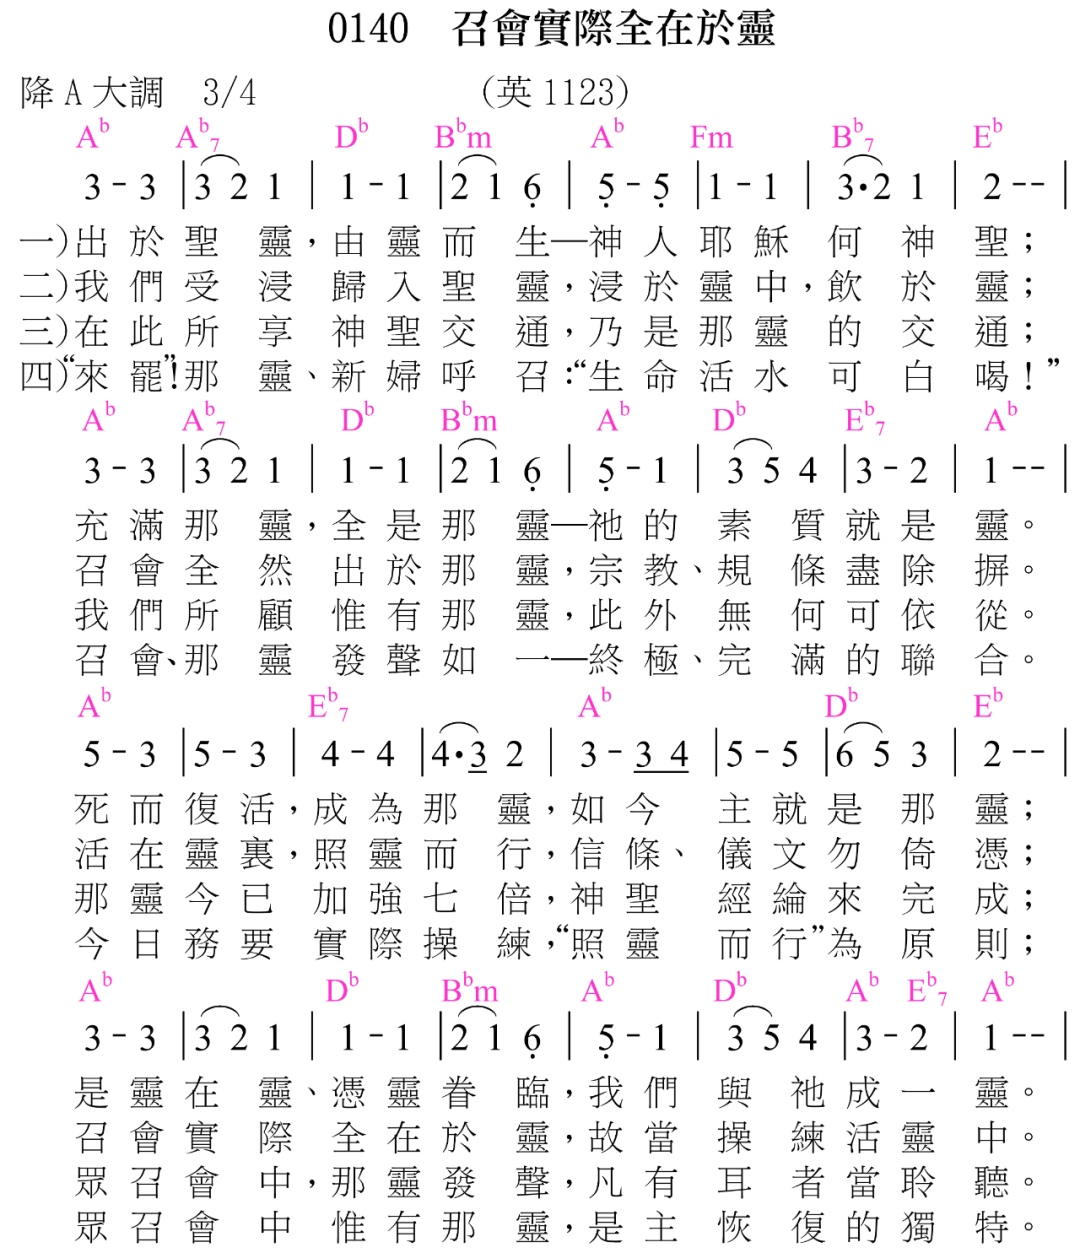 0140 召會實際全在於靈
降 A 大調 3/4 (英 1123)
A♭ A♭7 D♭ B♭m A♭ Fm B♭7 E♭
3 - 3 |3 2 1 | 1 - 1 |2 1 6̣ | 5̣ - 5̣ |1 - 1 | 3•2 1 | 2 -- |
一)出於聖靈，由靈而生—神人耶穌何神聖；
二)我們受浸歸入聖靈，浸於靈中，飲於靈；
三)在此所享神聖交通，乃是那靈的交通；
四)“來罷”!那靈、新婦呼召：“生命活水可白喝！”
A♭ A♭7 D♭ B♭m A♭ D♭ E♭7 A♭
3 - 3 |3 2 1 | 1 - 1 |2 1 6̣ | 5̣ - 1 | 3 5 4 |3 - 2 | 1 -- |
充滿那靈，全是那靈—祂的素質就是靈。
召會全然出於那靈，宗教、規條盡除摒。
我們所顧惟有那靈，此外無何可依從。
召會、那靈發聲如一—終極、完滿的聯合。
A♭ E♭7 A♭ D♭ E♭
5 - 3 |5 - 3 | 4 - 4 |4•3 2 | 3 - 3 4 |5 - 5 |6 5 3 | 2 -- |
死而復活，成為那靈，如今主就是那靈；
活在靈裏，照靈而行，信條、儀文勿倚憑；
那靈今已加強七倍，神聖經綸來完成；
今日務要實際操練，“照靈而行”為原則；
A♭ D♭ B♭m A♭ D♭ A♭ E♭7 A♭
3 - 3 |3 2 1 | 1 - 1 |2 1 6̣ | 5̣ - 1 | 3 5 4 |3 - 2 | 1 -- |
是靈在靈、憑靈眷臨，我們與祂成一靈。
召會實際全在於靈，故當操練活靈中。
眾召會中，那靈發聲，凡有耳者當聆聽。
眾召會中惟有那靈，是主恢復的獨特。